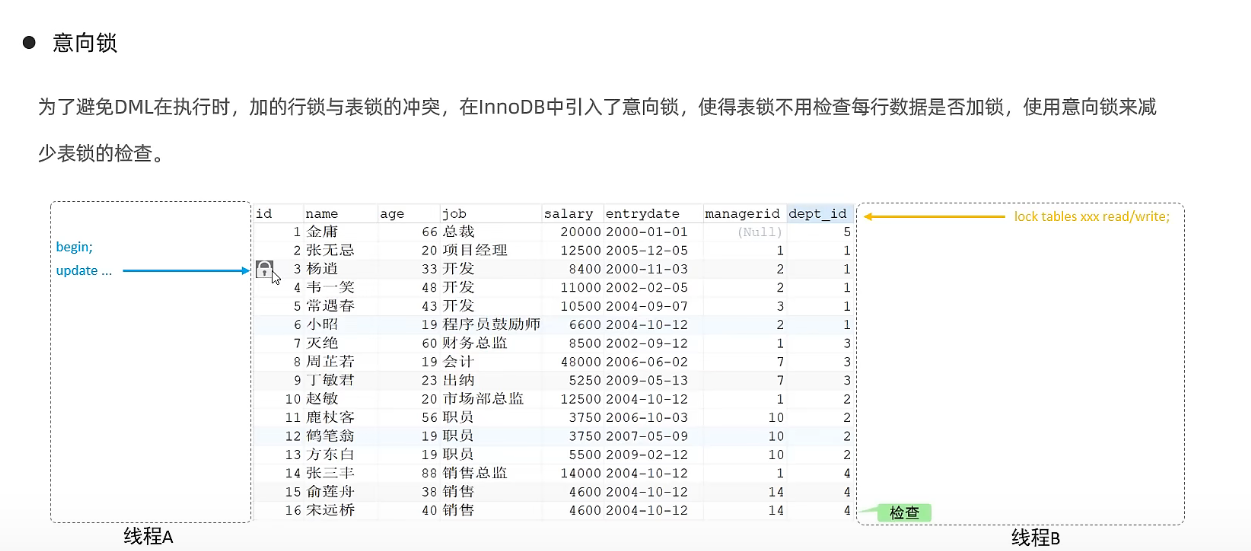 意向锁
为了避免DML在执行时，加的行锁与表锁的冲突，在InnoDB中引入了意向锁，使得表锁不用检查每行数据是否加锁，使用意向锁来减
少表锁的检查。
id name age job salary entrydate managerid dept_id
lock tables xxx read/write;
begin;
update ...
1 金庸 66 总裁 20000 2000-01-01 (Null) 5
2 张无忌 20 项目经理 12500 2005-12-05 1 1
3 杨逍 33 开发 8400 2000-11-03 2 1
4 韦一笑 48 开发 11000 2002-02-05 2 1
5 常遇春 43 开发 10500 2004-09-07 3 1
6 小昭 19 程序员鼓励师 6600 2004-10-12 2 1
7 灭绝 60 财务总监 8500 2002-09-12 1 3
8 周芷若 19 会计 48000 2006-06-02 7 3
9 丁敏君 23 出纳 5250 2009-05-13 7 3
10 赵敏 20 市场部总监 12500 2004-10-12 1 2
11 鹿杖客 56 职员 3750 2006-10-03 10 2
12 鹤笔翁 19 职员 3750 2007-05-09 10 2
13 方东白 19 职员 5500 2009-02-12 10 2
14 张三丰 88 销售总监 14000 2004-10-12 1 4
15 俞莲舟 38 销售 4600 2004-10-12 14 4
16 宋远桥 40 销售 4600 2004-10-12 14 4
检查
线程A
线程B